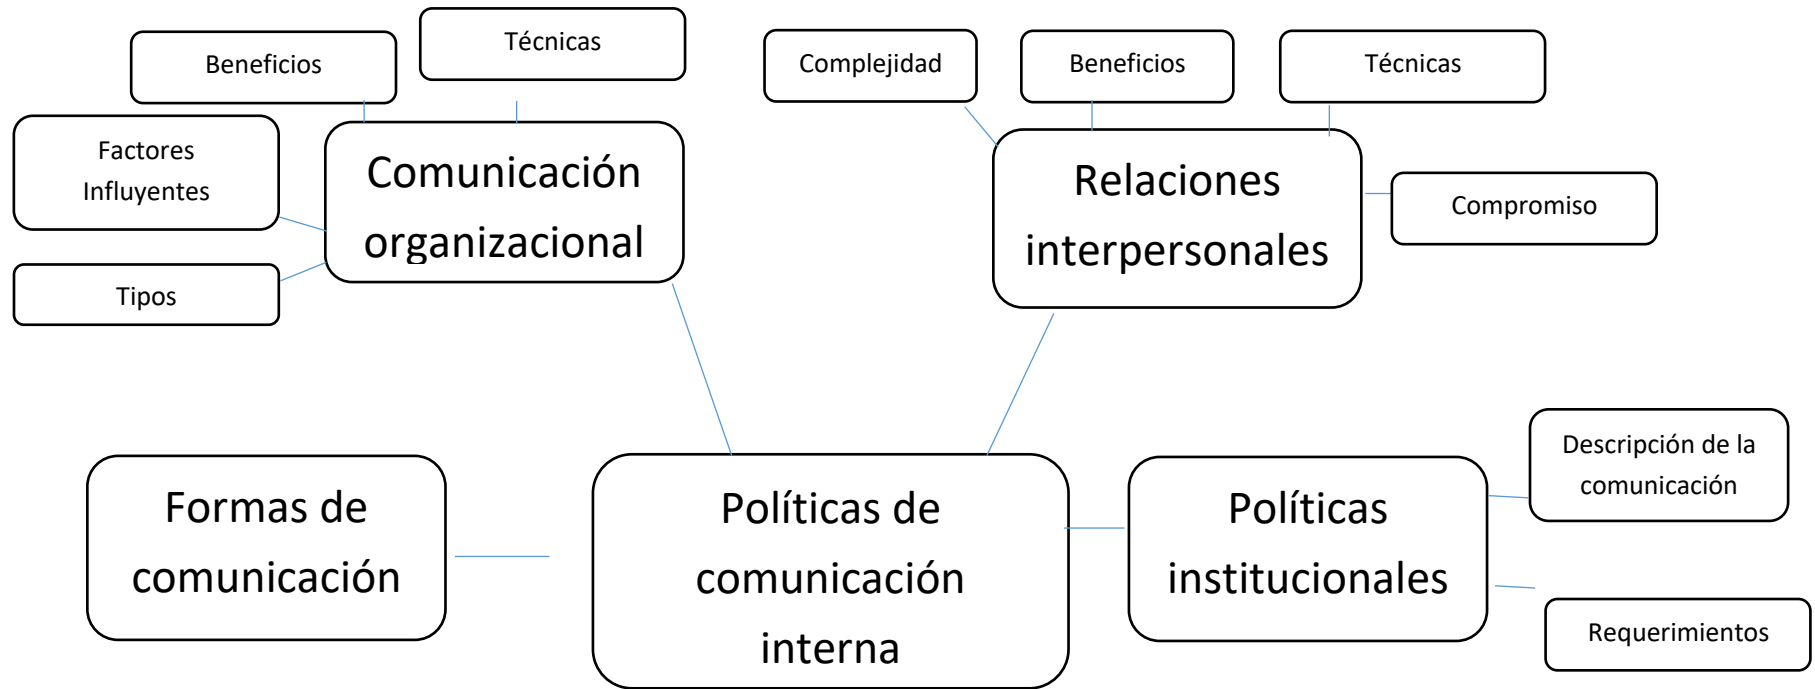 Beneficios
Técnicas
Factores
Influyentes
Tipos
Comunicación
organizacional
Complejidad
Beneficios
Técnicas
Relaciones
interpersonales
Compromiso
Formas de
comunicación
Políticas de
comunicación
interna
Políticas
institucionales
Descripción de la
comunicación
Requerimientos